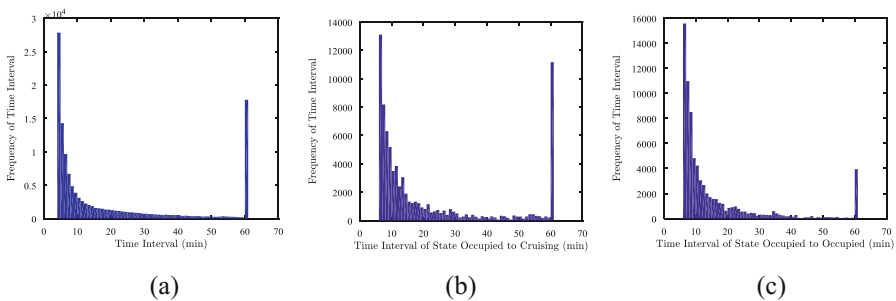 ×10⁴
3
2.5
2
1.5
1
0.5
0
0 10 20 30 40 50 60 70
Frequency of Time Interval
Time Interval (min)
(a)
14000
12000
10000
8000
6000
4000
2000
0
0 10 20 30 40 50 60 70
Frequency of Time Interval
Time Interval of State Occupied to Cruising (min)
(b)
16000
14000
12000
10000
8000
6000
4000
2000
0
0 10 20 30 40 50 60 70
Frequency of Time Interval
Time Interval of State Occupied to Occupied (min)
(c)